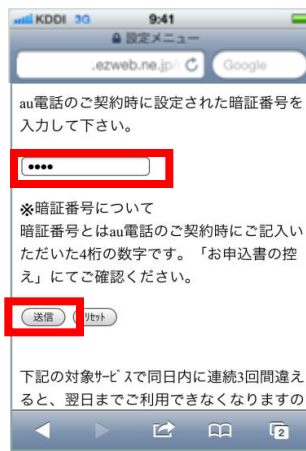 KDDI 3G 9:41
設定メニュー
.ezweb.ne.jp/ Google
au電話のご契約時に設定された暗証番号を
入力して下さい。
••••
※暗証番号について
暗証番号とはau電話のご契約時にご記入い
ただいた4桁の数字です。「お申込書の控
え」にてご確認ください。
送信 リセット
下記の対象ｻｰﾋﾞｽで同日内に連続3回間違え
ると、翌日までご利用できなくなりますの
2